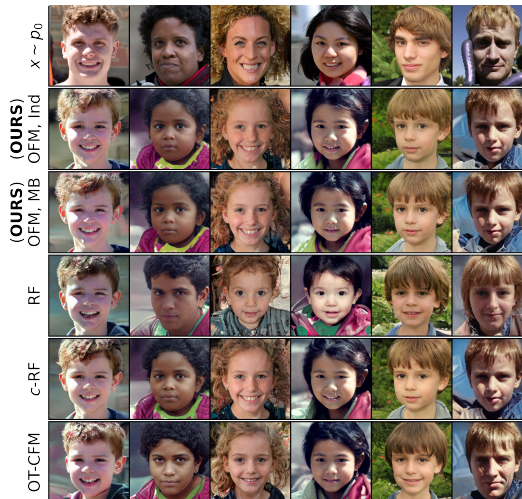 x ~ p₀
(OURS)
OFM, Ind
(OURS)
OFM, MB
RF
c-RF
OT-CFM